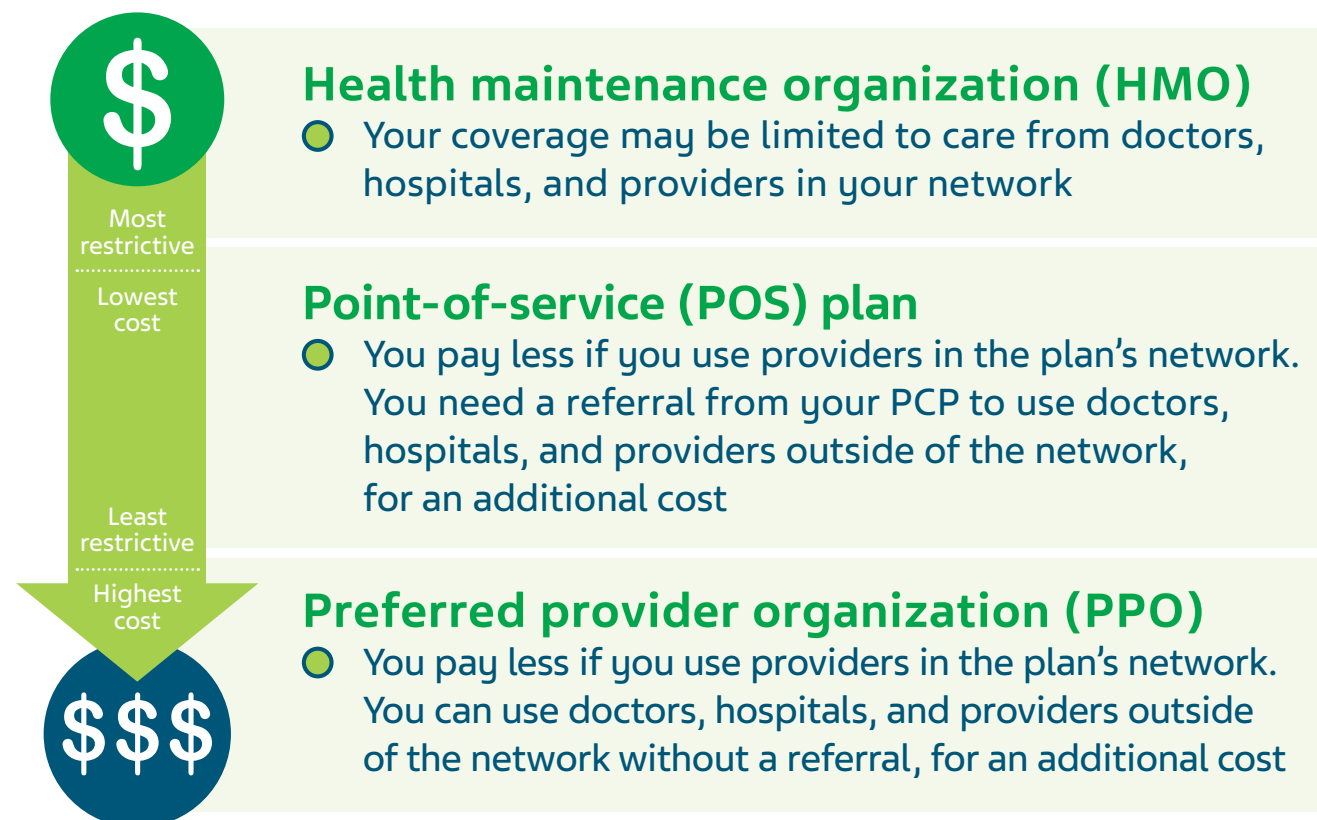 $
Health maintenance organization (HMO)
Your coverage may be limited to care from doctors,
hospitals, and providers in your network
Most
restrictive
Lowest
cost
Point-of-service (POS) plan
You pay less if you use providers in the plan’s network.
You need a referral from your PCP to use doctors,
hospitals, and providers outside of the network,
for an additional cost
Least
restrictive
Highest
cost
Preferred provider organization (PPO)
You pay less if you use providers in the plan’s network.
You can use doctors, hospitals, and providers outside
of the network without a referral, for an additional cost
$$$